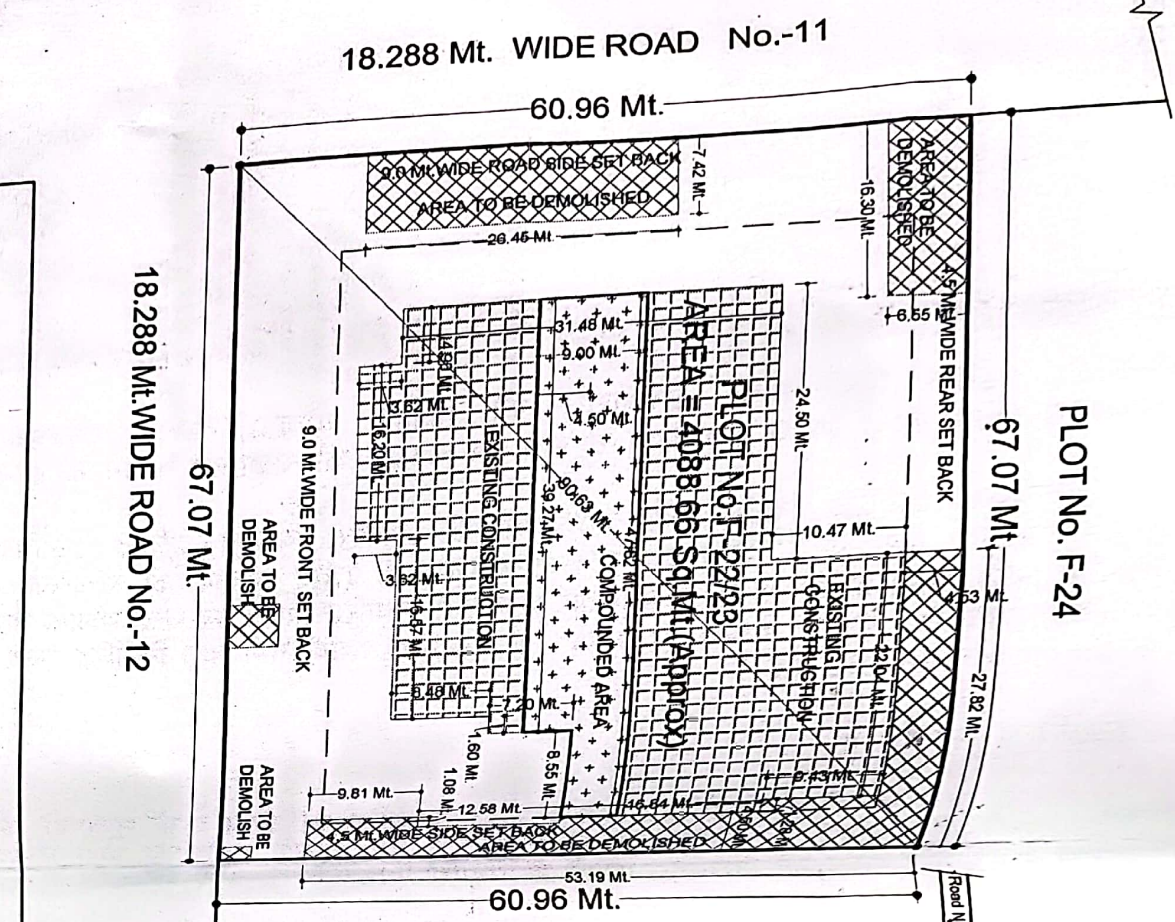 18.288 Mt. WIDE ROAD No.-11
60.96 Mt.
9.0 Mt.WIDE ROAD SIDE SET BACK
AREA TO BE DEMOLISHED
26.45 Mt.
7.42 Mt.
16.30 Mt.
AREA TO BE
DEMOLISHED
6.55 M
4.5 Mt.WIDE REAR SET BACK
67.07 Mt.
PLOT No. F-24
18.288 Mt.WIDE ROAD No.-12
67.07 Mt.
9.0 Mt.WIDE FRONT SET BACK
AREA TO BE
DEMOLISH
AREA TO BE
DEMOLISH
31.48 Mt.
9.00 Mt.
4.50 Mt.
3.62 Mt.
16.20 Mt.
EXISTING CONSTRUCTION
39.27 Mt.
90.63 Mt.
COMPOUNDED AREA
PLOT No.F-22/23
AREA = 4088.66 Sq.Mt.(Approx)
24.50 Mt.
10.47 Mt.
EXISTING
CONSTRUCTION
4.53 Mt.
27.82 Mt.
9.43 Mt.
8.48 Mt.
7.20 Mt.
1.60 Mt.
1.08 M
8.55 Mt.
9.81 Mt.
12.58 Mt.
16.84 Mt.
4.5 Mt.WIDE SIDE SET BACK
AREA TO BE DEMOLISHED
53.19 Mt.
60.96 Mt.
Road N